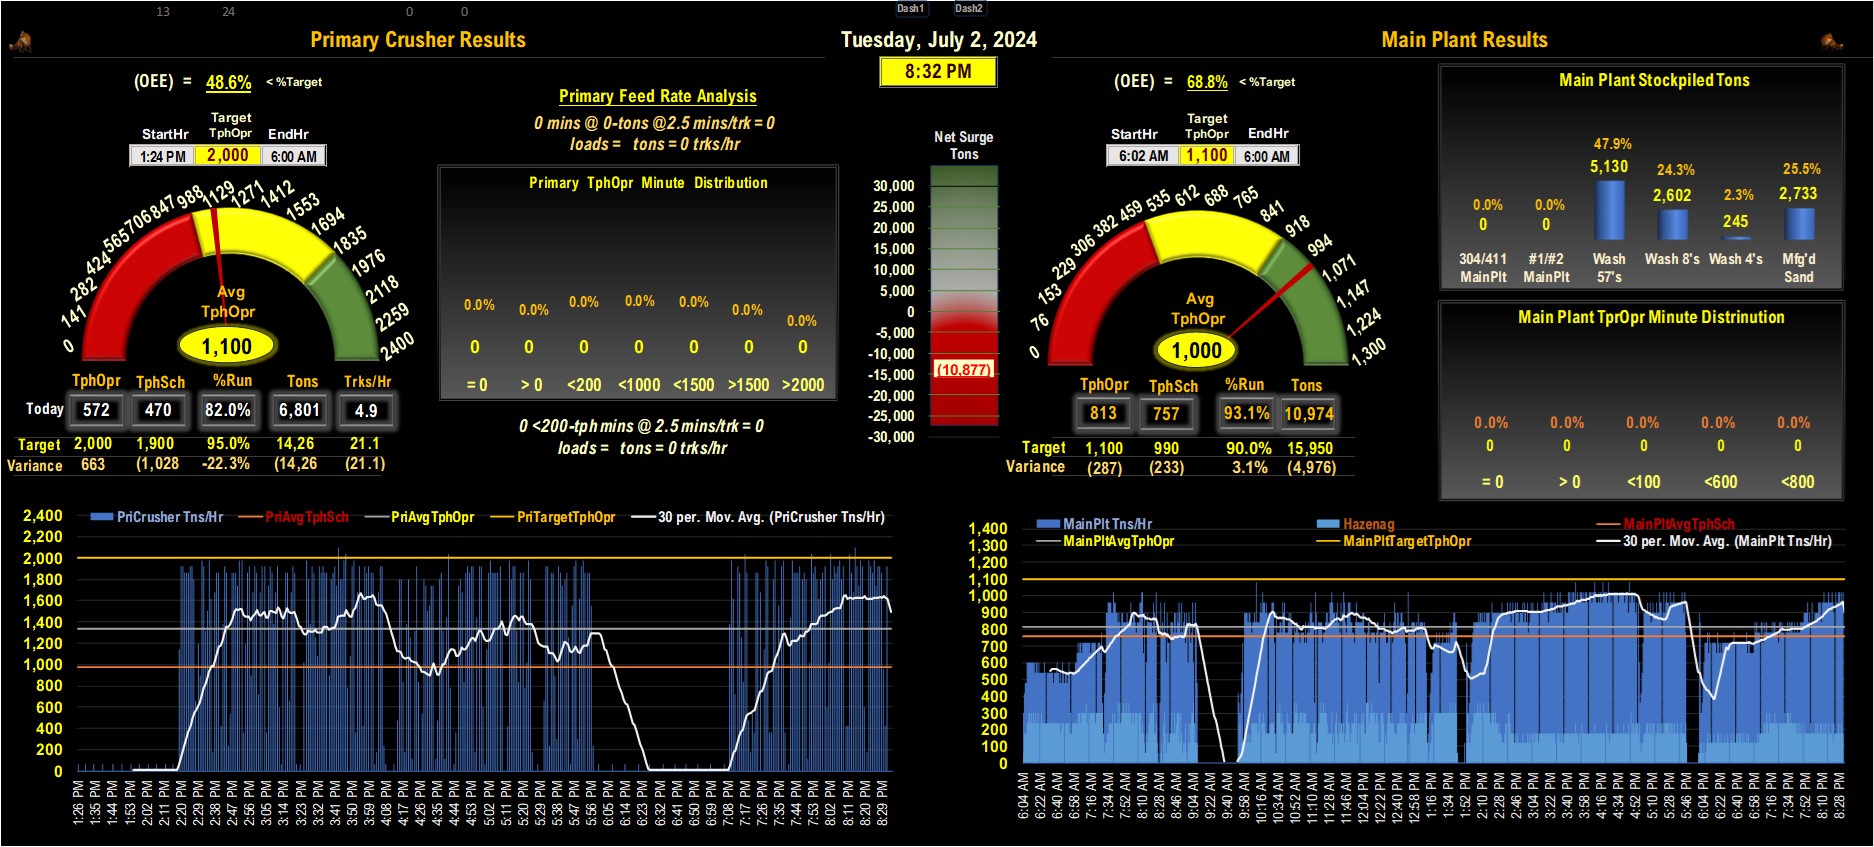 13 24 0 0
Dash1 Dash2
Primary Crusher Results
(OEE) = 48.6% < %Target
Target
StartHr TphOpr EndHr
1:24 PM 2,000 6:00 AM
0 141 282 424 565 706 847 988 1129 1271 1412 1553 1694 1835 1976 2118 2259 2400
Avg
TphOpr
1,100
TphOpr TphSch %Run Tons Trks/Hr
Today 572 470 82.0% 6,801 4.9
Target 2,000 1,900 95.0% 14,26 21.1
Variance 663 (1,028 -22.3% (14,26 (21.1)
Primary Feed Rate Analysis
0 mins @ 0-tons @2.5 mins/trk = 0
loads = tons = 0 trks/hr
Primary TphOpr Minute Distribution
0.0% 0.0% 0.0% 0.0% 0.0% 0.0% 0.0%
0 0 0 0 0 0 0
= 0 > 0 <200 <1000 <1500 >1500 >2000
0 <200-tph mins @ 2.5 mins/trk = 0
loads = tons = 0 trks/hr
Tuesday, July 2, 2024
8:32 PM
Net Surge
Tons
30,000
25,000
20,000
15,000
10,000
5,000
0
-5,000
-10,000
-15,000
-20,000
-25,000
-30,000
(10,877)
Main Plant Results
(OEE) = 68.8% < %Target
Target
StartHr TphOpr EndHr
6:02 AM 1,100 6:00 AM
0 76 153 229 306 382 459 535 612 688 765 841 918 994 1,071 1,147 1,224 1,300
Avg
TphOpr
1,000
TphOpr TphSch %Run Tons
813 757 93.1% 10,974
Target 1,100 990 90.0% 15,950
Variance (287) (233) 3.1% (4,976)
Main Plant Stockpiled Tons
0.0% 0.0% 47.9% 24.3% 2.3% 25.5%
0 0 5,130 2,602 245 2,733
304/411 #1/#2 Wash Wash 8's Wash 4's Mfg'd
MainPlt MainPlt 57's Sand
Main Plant TprOpr Minute Distrinution
0.0% 0.0% 0.0% 0.0% 0.0%
0 0 0 0 0
= 0 > 0 <100 <600 <800
PriCrusher Tns/Hr PriAvgTphSch PriAvgTphOpr PriTargetTphOpr 30 per. Mov. Avg. (PriCrusher Tns/Hr)
2,400
2,200
2,000
1,800
1,600
1,400
1,200
1,000
800
600
400
200
0
1:26 PM 1:35 PM 1:44 PM 1:53 PM 2:02 PM 2:11 PM 2:20 PM 2:29 PM 2:38 PM 2:47 PM 2:56 PM 3:05 PM 3:14 PM 3:23 PM 3:32 PM 3:41 PM 3:50 PM 3:59 PM 4:08 PM 4:17 PM 4:26 PM 4:35 PM 4:44 PM 4:53 PM 5:02 PM 5:11 PM 5:20 PM 5:29 PM 5:38 PM 5:47 PM 5:56 PM 6:05 PM 6:14 PM 6:23 PM 6:32 PM 6:41 PM 6:50 PM 6:59 PM 7:08 PM 7:17 PM 7:26 PM 7:35 PM 7:44 PM 7:53 PM 8:02 PM 8:11 PM 8:20 PM 8:29 PM
MainPlt Tns/Hr Hazenag MainPltAvgTphSch
MainPltAvgTphOpr MainPltTargetTphOpr 30 per. Mov. Avg. (MainPlt Tns/Hr)
1,400
1,300
1,200
1,100
1,000
900
800
700
600
500
400
300
200
100
0
6:04 AM 6:22 AM 6:40 AM 6:58 AM 7:16 AM 7:34 AM 7:52 AM 8:10 AM 8:28 AM 8:46 AM 9:04 AM 9:22 AM 9:40 AM 9:58 AM 10:16 AM 10:34 AM 10:52 AM 11:10 AM 11:28 AM 11:46 AM 12:04 PM 12:22 PM 12:40 PM 12:58 PM 1:16 PM 1:34 PM 1:52 PM 2:10 PM 2:28 PM 2:46 PM 3:04 PM 3:22 PM 3:40 PM 3:58 PM 4:16 PM 4:34 PM 4:52 PM 5:10 PM 5:28 PM 5:46 PM 6:04 PM 6:22 PM 6:40 PM 6:58 PM 7:16 PM 7:34 PM 7:52 PM 8:10 PM 8:28 PM